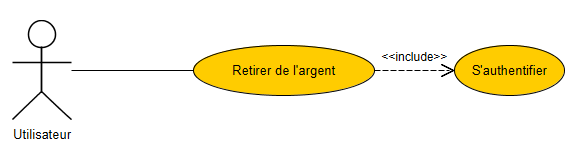 <<include>>
Retirer de l'argent
S'authentifier
Utilisateur